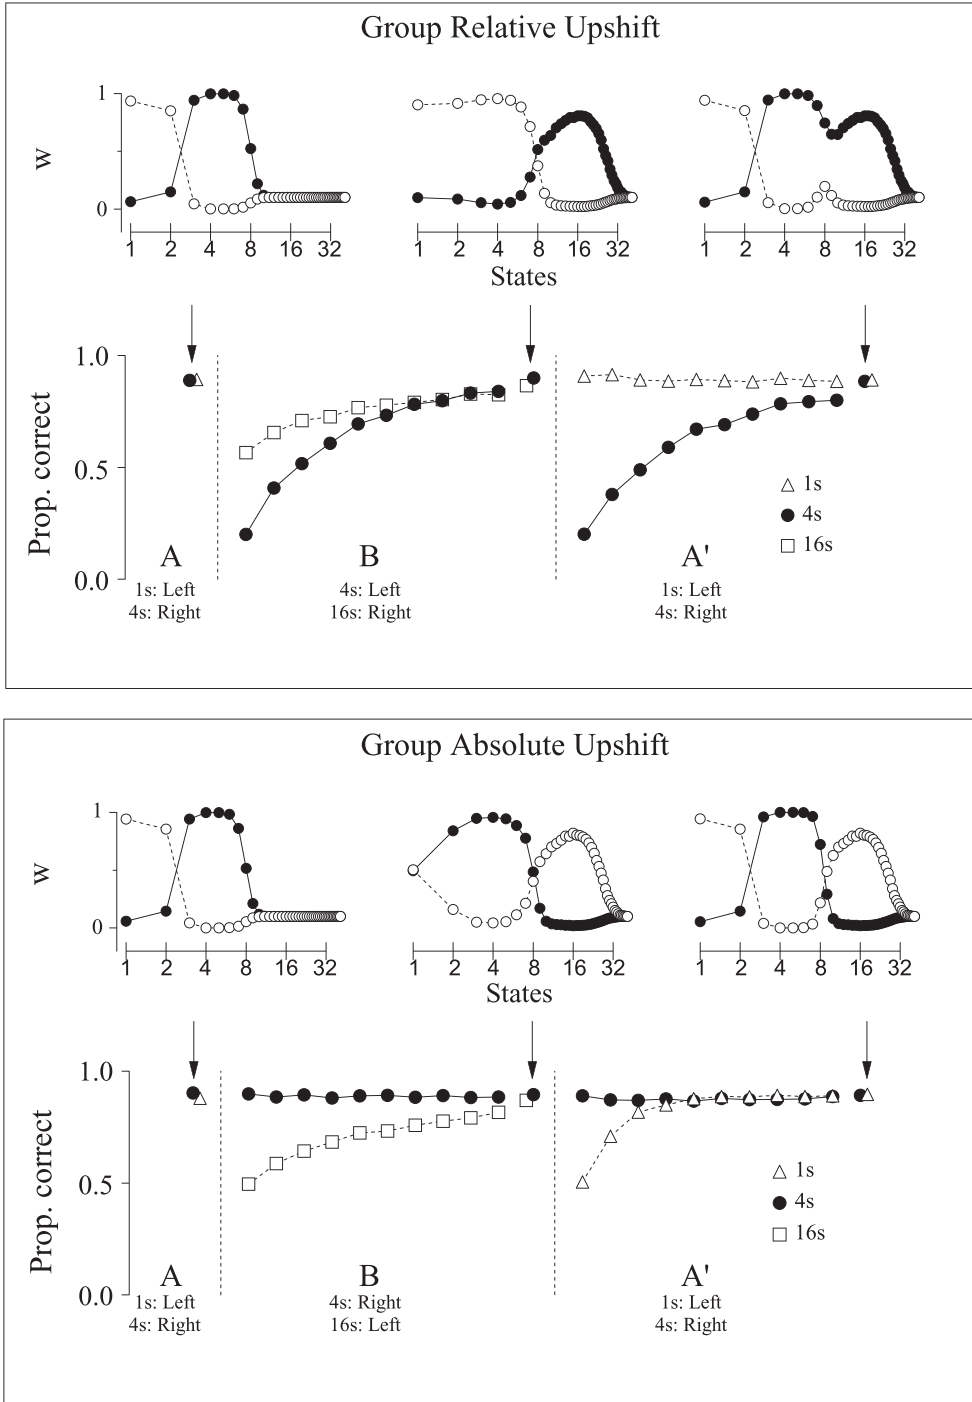 Group Relative Upshift
1
w
0
1 2 4 8 16 32
1 2 4 8 16 32
1 2 4 8 16 32
States
1.0
Prop. correct
0.5
0.0
1s
4s
16s
A
1s: Left
4s: Right
B
4s: Left
16s: Right
A'
1s: Left
4s: Right
Group Absolute Upshift
1
w
0
1 2 4 8 16 32
1 2 4 8 16 32
1 2 4 8 16 32
States
1.0
Prop. correct
0.5
0.0
1s
4s
16s
A
1s: Left
4s: Right
B
4s: Right
16s: Left
A'
1s: Left
4s: Right